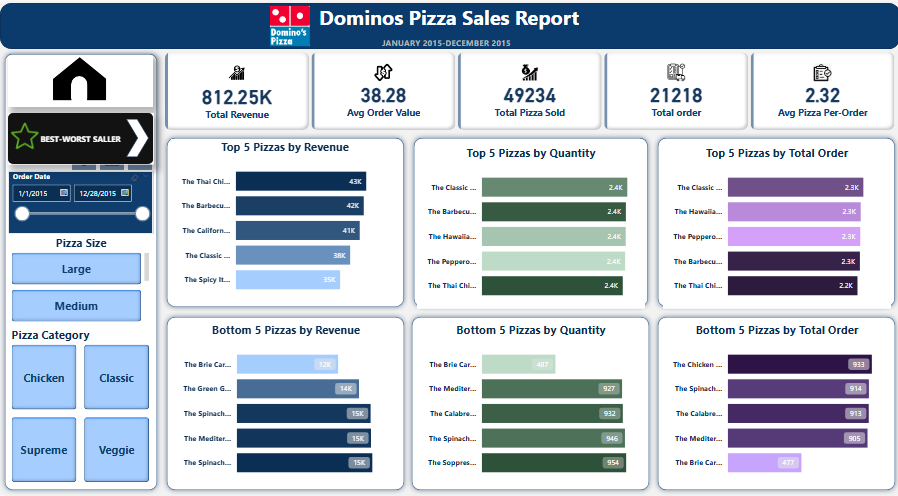 Domino's
Pizza
Dominos Pizza Sales Report
JANUARY 2015-DECEMBER 2015
BEST-WORST SALLER
Order Date
1/1/2015
12/28/2015
Pizza Size
Large
Medium
Pizza Category
Chicken
Classic
Supreme
Veggie
812.25K
Total Revenue
38.28
Avg Order Value
49234
Total Pizza Sold
21218
Total order
2.32
Avg Pizza Per-Order
Top 5 Pizzas by Revenue
The Thai Chi... 43K
The Barbecu... 42K
The Californ... 41K
The Classic ... 38K
The Spicy It... 35K
Top 5 Pizzas by Quantity
The Classic ... 2.4K
The Barbecu... 2.4K
The Hawaiia... 2.4K
The Peppero... 2.4K
The Thai Chi... 2.4K
Top 5 Pizzas by Total Order
The Classic ... 2.3K
The Hawaiia... 2.3K
The Peppero... 2.3K
The Barbecu... 2.3K
The Thai Chi... 2.2K
Bottom 5 Pizzas by Revenue
The Brie Car... 12K
The Green G... 14K
The Spinach... 15K
The Mediter... 15K
The Spinach... 15K
Bottom 5 Pizzas by Quantity
The Brie Car... 487
The Mediter... 927
The Calabre... 932
The Spinach... 946
The Soppres... 954
Bottom 5 Pizzas by Total Order
The Chicken ... 933
The Spinach... 914
The Calabre... 913
The Mediter... 905
The Brie Car... 477